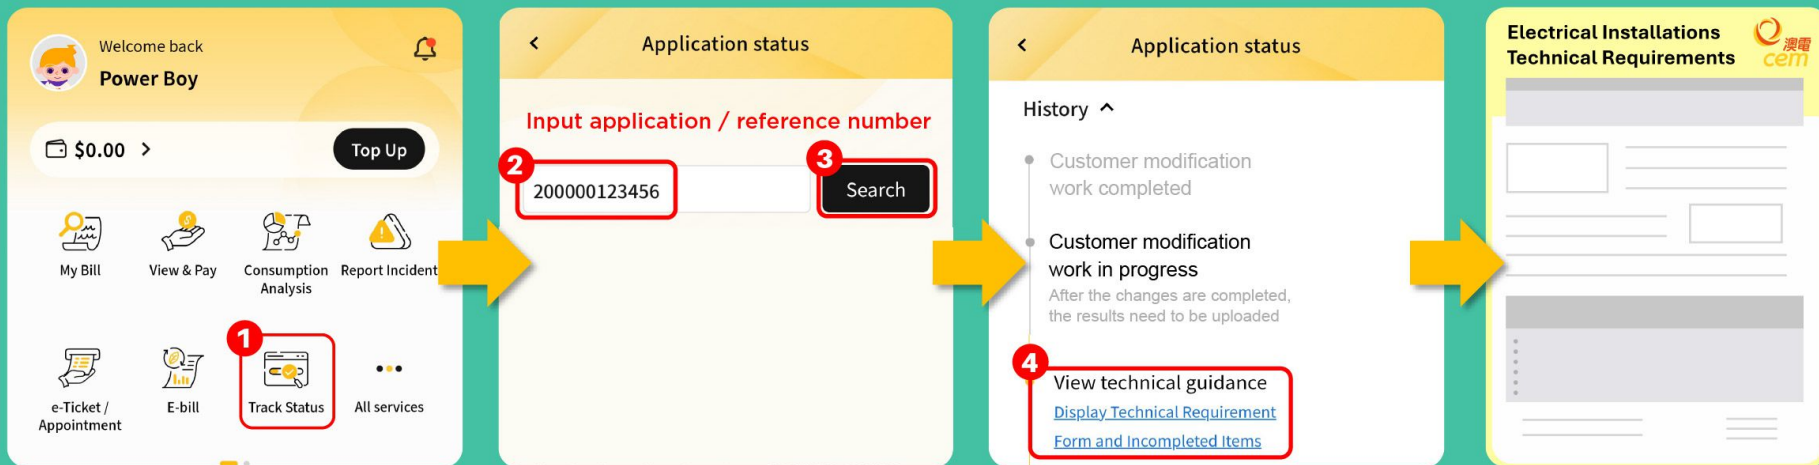 Welcome back
Power Boy
$0.00 >
Top Up
My Bill
View & Pay
Consumption
Analysis
Report Incident
1
e-Ticket /
Appointment
E-bill
Track Status
All services
Application status
Input application / reference number
2
200000123456
3
Search
Application status
History
Customer modification
work completed
Customer modification
work in progress
After the changes are completed,
the results need to be uploaded
4
View technical guidance
Display Technical Requirement
Form and Incompleted Items
Electrical Installations
Technical Requirements
澳電
cem